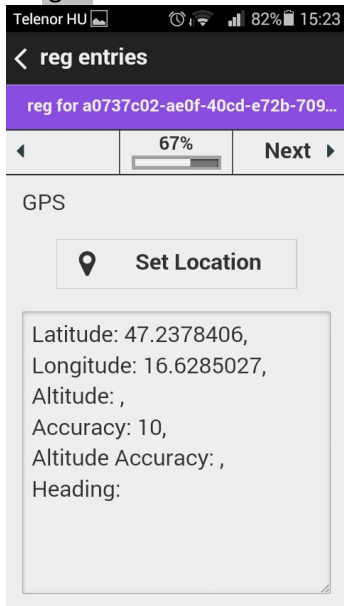 Telenor HU 82% 15:23
reg entries
reg for a0737c02-ae0f-40cd-e72b-709...
67% Next
GPS
Set Location
Latitude: 47.2378406,
Longitude: 16.6285027,
Altitude: ,
Accuracy: 10,
Altitude Accuracy: ,
Heading: